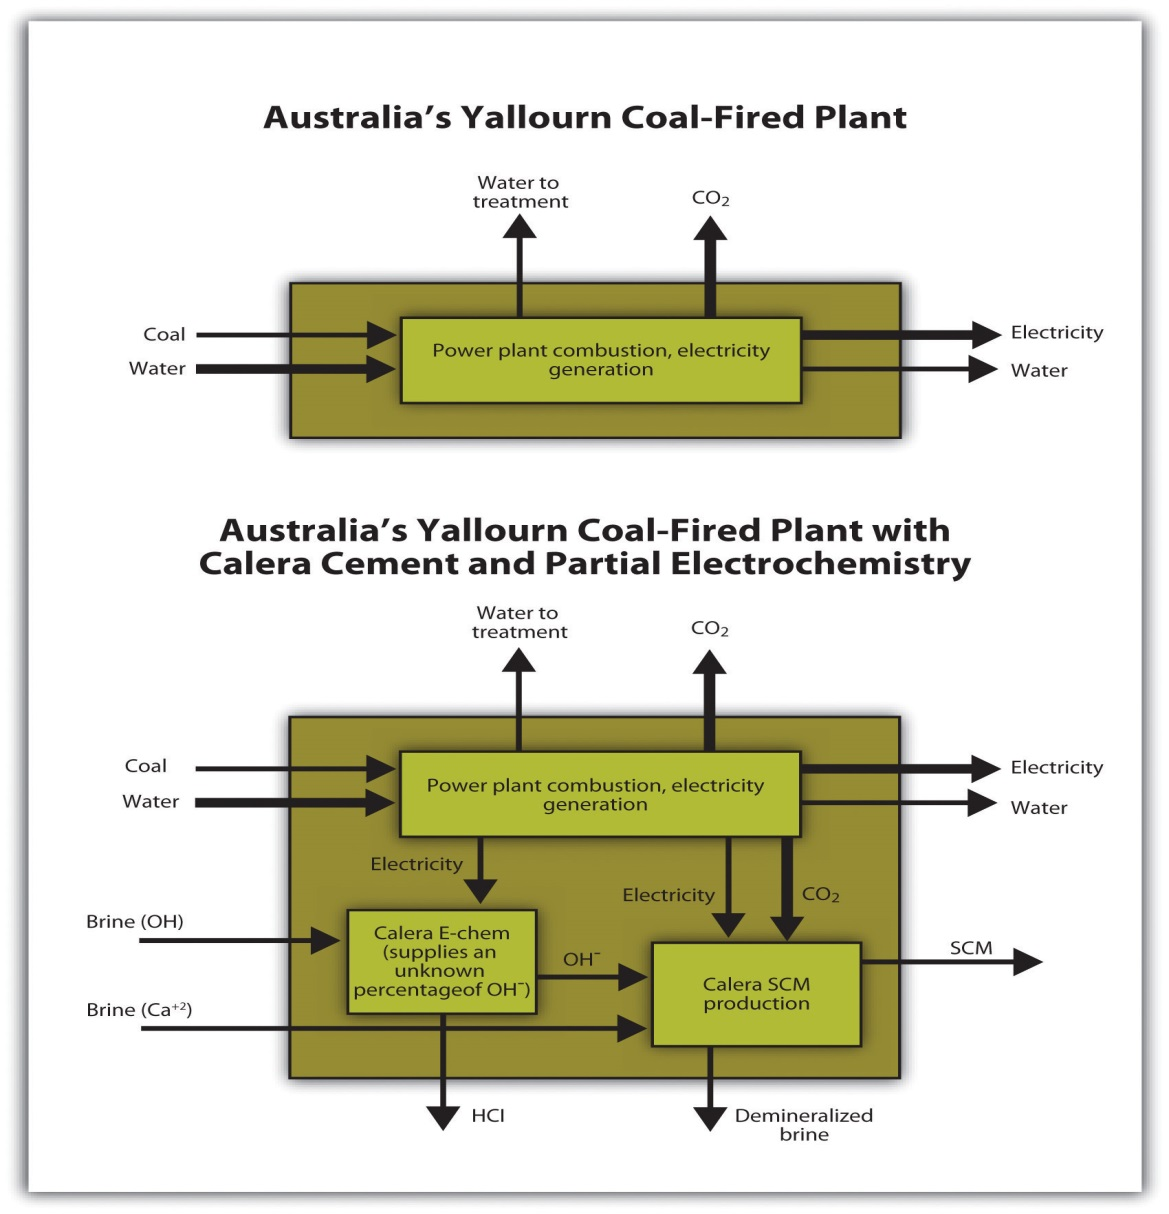 Australia’s Yallourn Coal-Fired Plant
Water to
treatment
CO₂
Coal
Water
Power plant combustion, electricity
generation
Electricity
Water
Australia’s Yallourn Coal-Fired Plant with
Calera Cement and Partial Electrochemistry
Water to
treatment
CO₂
Coal
Water
Power plant combustion, electricity
generation
Electricity
Water
Electricity
Electricity
CO₂
Brine (OH)
Calera E-chem
(supplies an
unknown
percentageof OH⁻)
OH⁻
SCM
Calera SCM
production
Brine (Ca⁺²)
HCl
Demineralized
brine